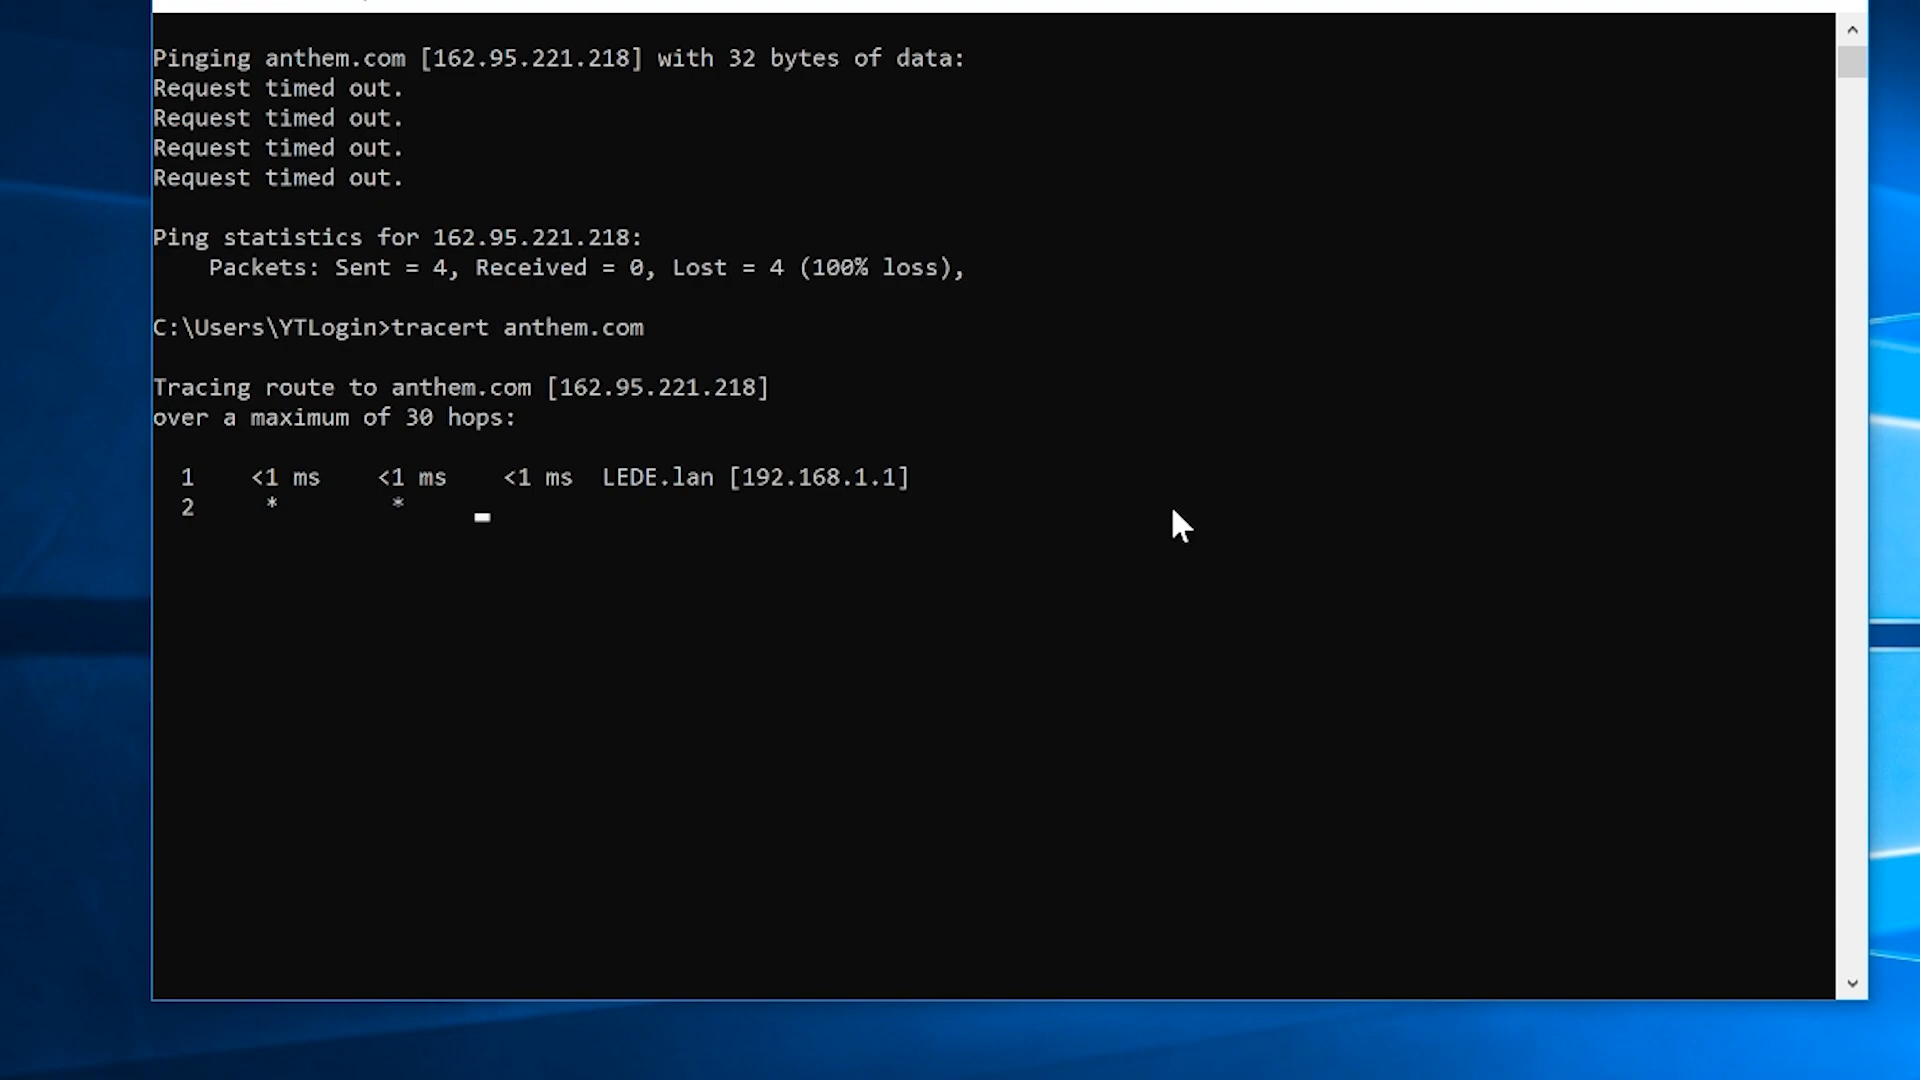 Pinging anthem.com [162.95.221.218] with 32 bytes of data:
Request timed out.
Request timed out.
Request timed out.
Request timed out.
Ping statistics for 162.95.221.218:
    Packets: Sent = 4, Received = 0, Lost = 4 (100% loss),
C:\Users\YTLogin>tracert anthem.com
Tracing route to anthem.com [162.95.221.218]
over a maximum of 30 hops:
  1    <1 ms    <1 ms    <1 ms  LEDE.lan [192.168.1.1]
  2     *        *